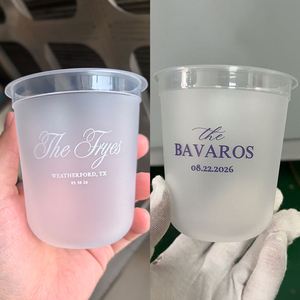 The Fryes
WEATHERFORD, TX
the
BAVAROS
08.22.2026